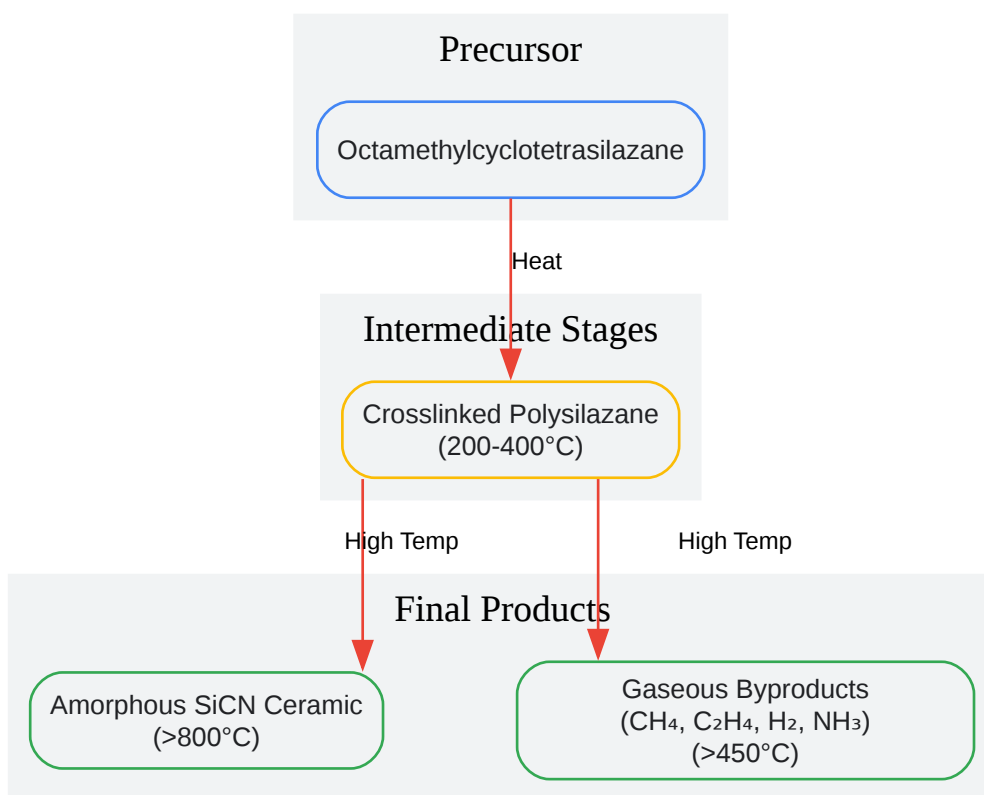 Precursor
Octamethylcyclotetrasilazane
Heat
Intermediate Stages
Crosslinked Polysilazane
(200-400°C)
High Temp
High Temp
Final Products
Amorphous SiCN Ceramic
(>800°C)
Gaseous Byproducts
(CH₄, C₂H₄, H₂, NH₃)
(>450°C)